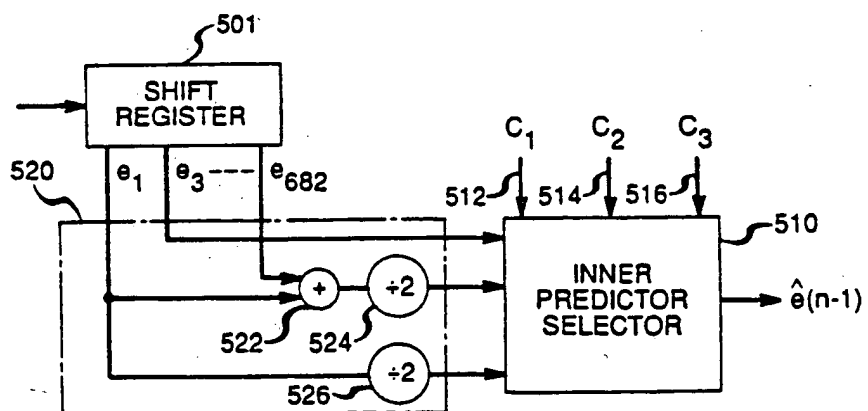 501
SHIFT
REGISTER
520
e₁ e₃ ---- e₆₈₂
C₁ C₂ C₃
512 514 516
510
+
÷2
522 524
÷2
526
INNER
PREDICTOR
SELECTOR
ê(n-1)